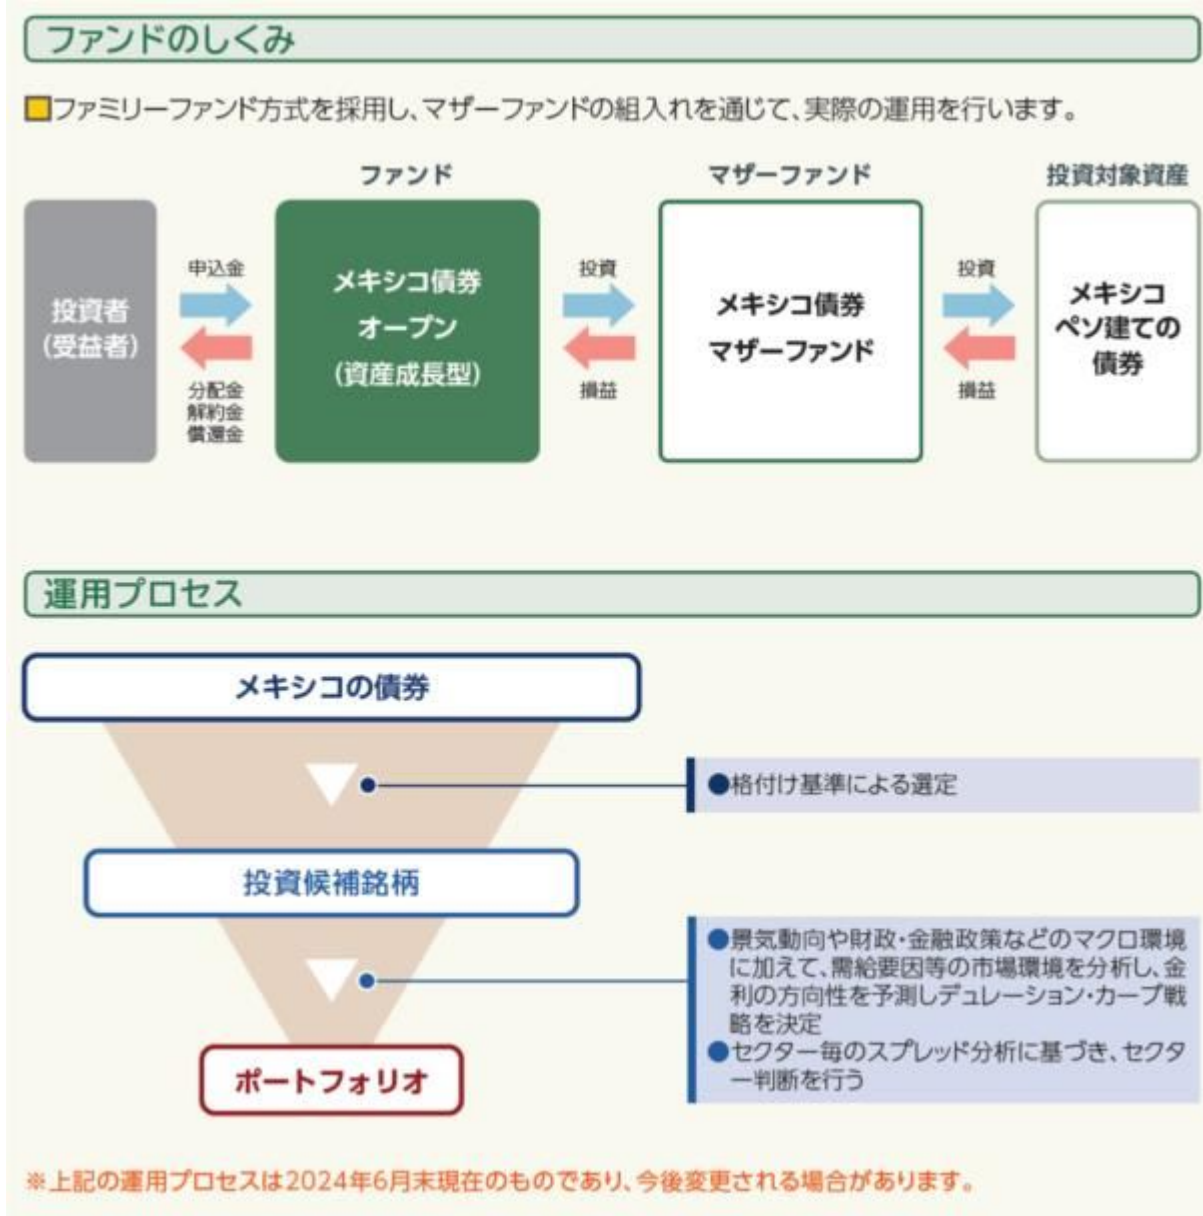 ファンドのしくみ
ファミリーファンド方式を採用し、マザーファンドの組入れを通じて、実際の運用を行います。
ファンド
マザーファンド
投資対象資産
投資者
(受益者)
申込金
分配金
解約金
償還金
メキシコ債券
オープン
(資産成長型)
投資
損益
メキシコ債券
マザーファンド
投資
損益
メキシコ
ペソ建ての
債券
運用プロセス
メキシコの債券
●格付け基準による選定
投資候補銘柄
●景気動向や財政・金融政策などのマクロ環境
に加えて、需給要因等の市場環境を分析し、金
利の方向性を予測しデュレーション・カーブ戦
略を決定
●セクター毎のスプレッド分析に基づき、セクタ
ー判断を行う
ポートフォリオ
※上記の運用プロセスは2024年6月末現在のものであり、今後変更される場合があります。